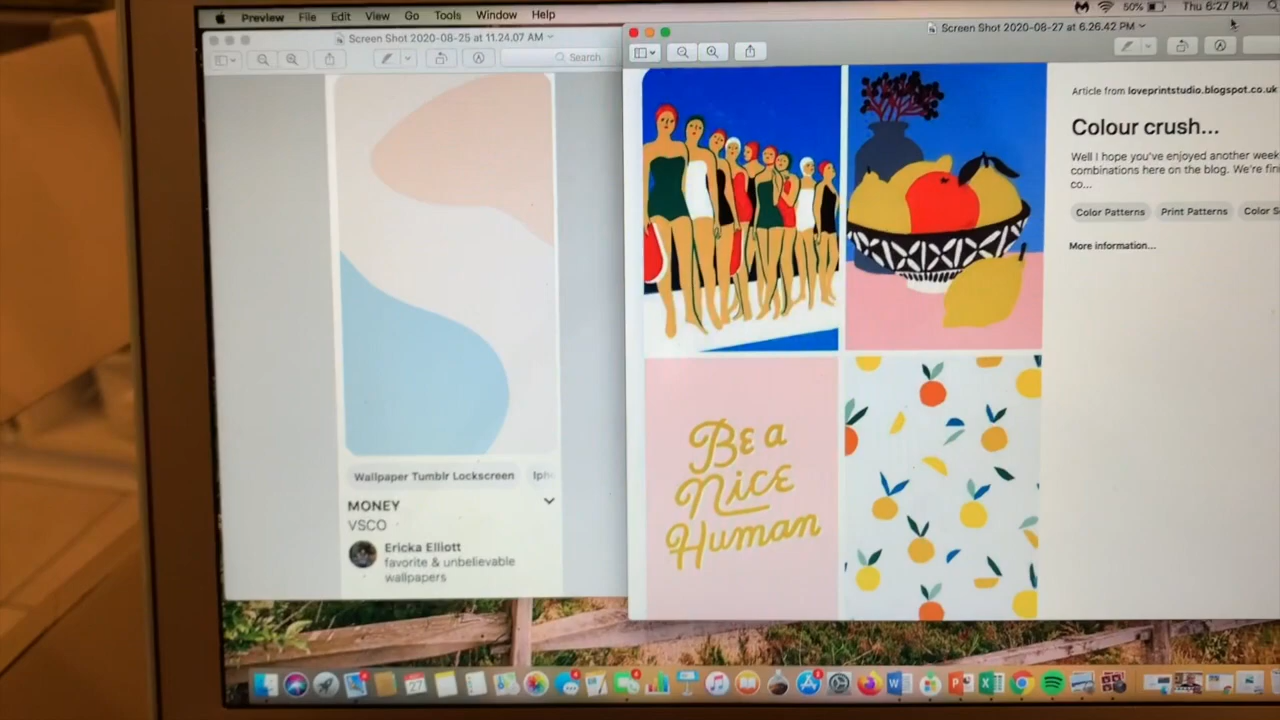 Preview File Edit View Go Tools Window Help
50%
Thu 6:27 PM
Screen Shot 2020-08-25 at 11.24.07 AM
Search
Wallpaper Tumblr Lockscreen
MONEY
VSCO
Ericka Elliott
favorite & unbelievable
wallpapers
Screen Shot 2020-08-27 at 6.26.42 PM
Be a
Nice
Human
Article from loveprintstudio.blogspot.co.uk
Colour crush...
Well I hope you've enjoyed another week
combinations here on the blog. We're
co...
Color Patterns
Print Patterns
Color S
More information...
27